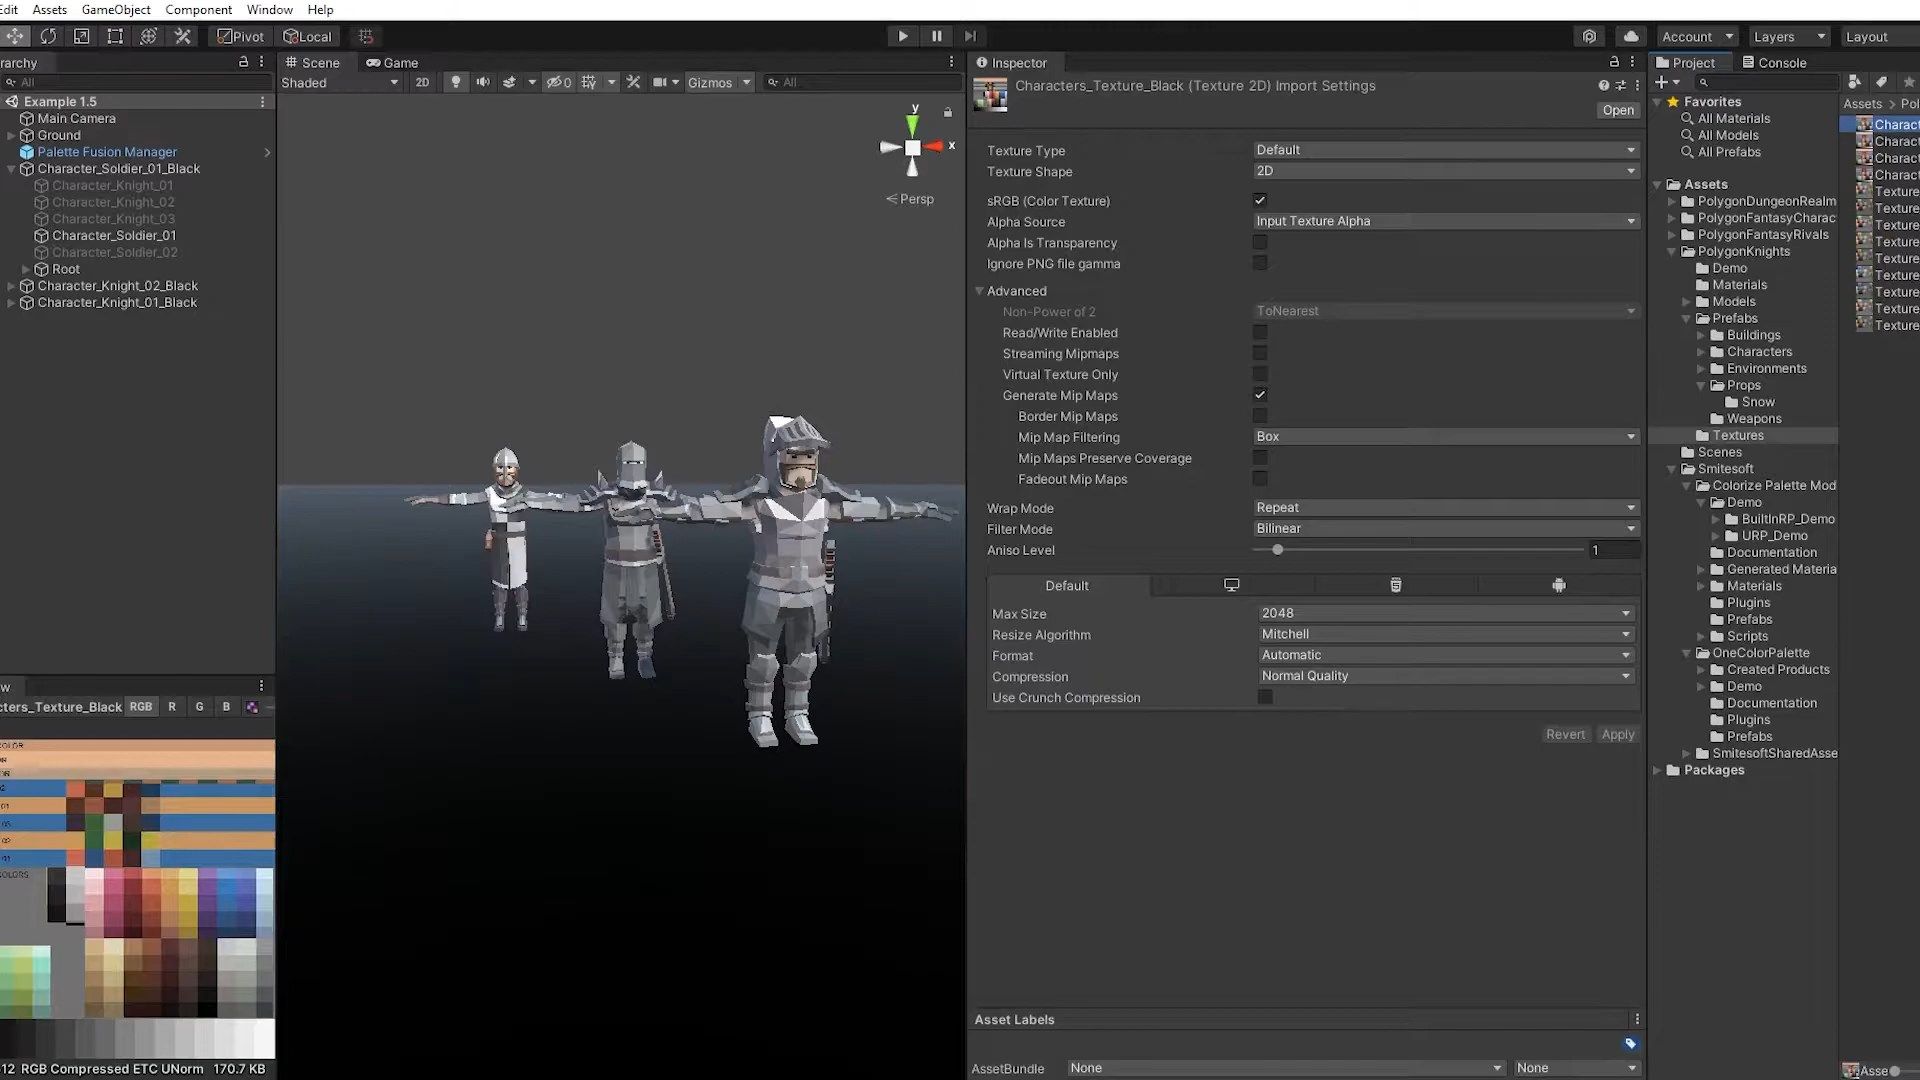 Edit Assets GameObject Component Window Help
Pivot Local Account Layers Layout
rarchy
All
Example 1.5
Main Camera
Ground
Palette Fusion Manager
Character_Soldier_01_Black
Character_Knight_01
Character_Knight_02
Character_Knight_03
Character_Soldier_01
Character_Soldier_02
Root
Character_Knight_02_Black
Character_Knight_01_Black
w
cters_Texture_Black RGB R G B
COLOR
COLORS
12 RGB Compressed ETC UNorm 170.7 KB
Scene Game
Shaded 2D 0 Gizmos All
y
x
Persp
Inspector
Characters_Texture_Black (Texture 2D) Import Settings
Open
Texture Type Default
Texture Shape 2D
sRGB (Color Texture)
Alpha Source Input Texture Alpha
Alpha Is Transparency
Ignore PNG file gamma
Advanced
Non-Power of 2 ToNearest
Read/Write Enabled
Streaming Mipmaps
Virtual Texture Only
Generate Mip Maps
Border Mip Maps
Mip Map Filtering Box
Mip Maps Preserve Coverage
Fadeout Mip Maps
Wrap Mode Repeat
Filter Mode Bilinear
Aniso Level 1
Default
Max Size 2048
Resize Algorithm Mitchell
Format Automatic
Compression Normal Quality
Use Crunch Compression
Revert Apply
Asset Labels
AssetBundle None None
Project Console
Favorites
All Materials
All Models
All Prefabs
Assets
PolygonDungeonRealm
PolygonFantasyCharac
PolygonFantasyRivals
PolygonKnights
Demo
Materials
Models
Prefabs
Buildings
Characters
Environments
Props
Snow
Weapons
Textures
Scenes
Smitesoft
Colorize Palette Mod
Demo
BuiltInRP_Demo
URP_Demo
Documentation
Generated Materia
Materials
Plugins
Prefabs
Scripts
OneColorPalette
Created Products
Demo
Documentation
Plugins
Prefabs
SmitesoftSharedAsse
Packages
Assets > Pol
Charact
Charact
Charact
Charact
Texture
Texture
Texture
Texture
Texture
Texture
Texture
Texture
Texture
Asse